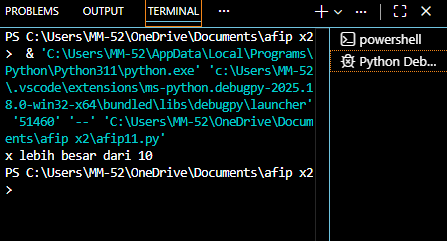 PROBLEMS
OUTPUT
TERMINAL
PS C:\Users\MM-52\OneDrive\Documents\afip x2
> & 'C:\Users\MM-52\AppData\Local\Programs\
Python\Python311\python.exe' 'c:\Users\MM-52
\.vscode\extensions\ms-python.debugpy-2025.1
8.0-win32-x64\bundled\libs\debugpy\launcher'
'51460' '--' 'C:\Users\MM-52\OneDrive\Docum
ents\afip x2\afip11.py'
x lebih besar dari 10
PS C:\Users\MM-52\OneDrive\Documents\afip x2
>
powershell
Python Deb...